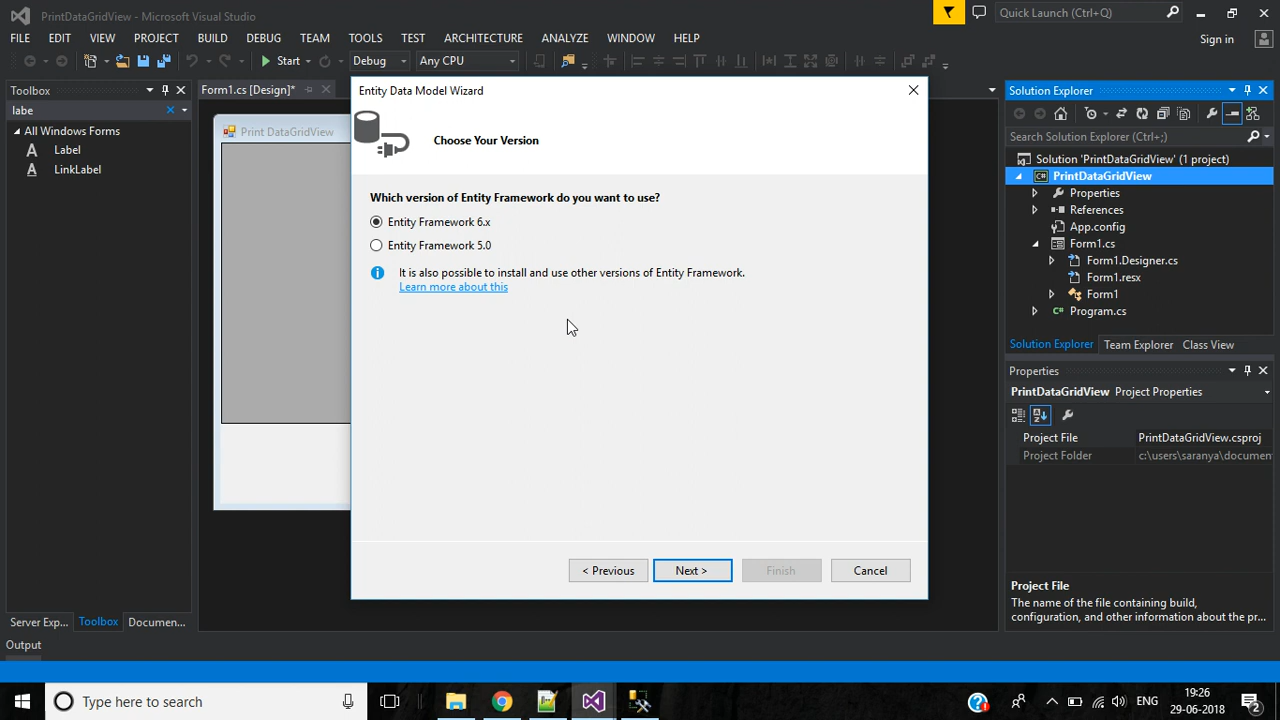 PrintDataGridView - Microsoft Visual Studio
Quick Launch (Ctrl+Q)
FILE EDIT VIEW PROJECT BUILD DEBUG TEAM TOOLS TEST ARCHITECTURE ANALYZE WINDOW HELP
Sign in
Start Debug Any CPU
Toolbox
labe
All Windows Forms
A Label
A LinkLabel
Form1.cs [Design]*
Print DataGridView
Entity Data Model Wizard
Choose Your Version
Which version of Entity Framework do you want to use?
Entity Framework 6.x
Entity Framework 5.0
It is also possible to install and use other versions of Entity Framework.
Learn more about this
< Previous Next > Finish Cancel
Solution Explorer
Search Solution Explorer (Ctrl+;)
Solution 'PrintDataGridView' (1 project)
C# PrintDataGridView
Properties
References
App.config
Form1.cs
Form1.Designer.cs
Form1.resx
Form1
C# Program.cs
Solution Explorer Team Explorer Class View
Properties
PrintDataGridView Project Properties
Project File PrintDataGridView.csproj
Project Folder c:\users\saranya\documen
Project File
The name of the file containing build,
configuration, and other information about the pr...
Server Exp... Toolbox Documen...
Output
Type here to search
ENG
19:26
29-06-2018
2